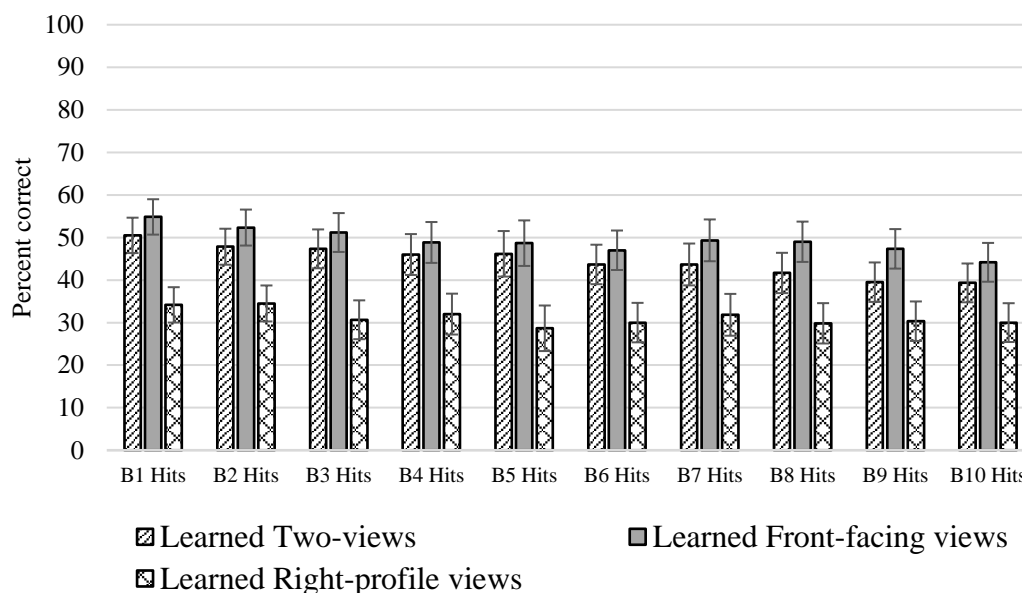 100
90
80
70
60
50
40
30
20
10
0
Percent correct
B1 Hits B2 Hits B3 Hits B4 Hits B5 Hits B6 Hits B7 Hits B8 Hits B9 Hits B10 Hits
Learned Two-views Learned Front-facing views
Learned Right-profile views